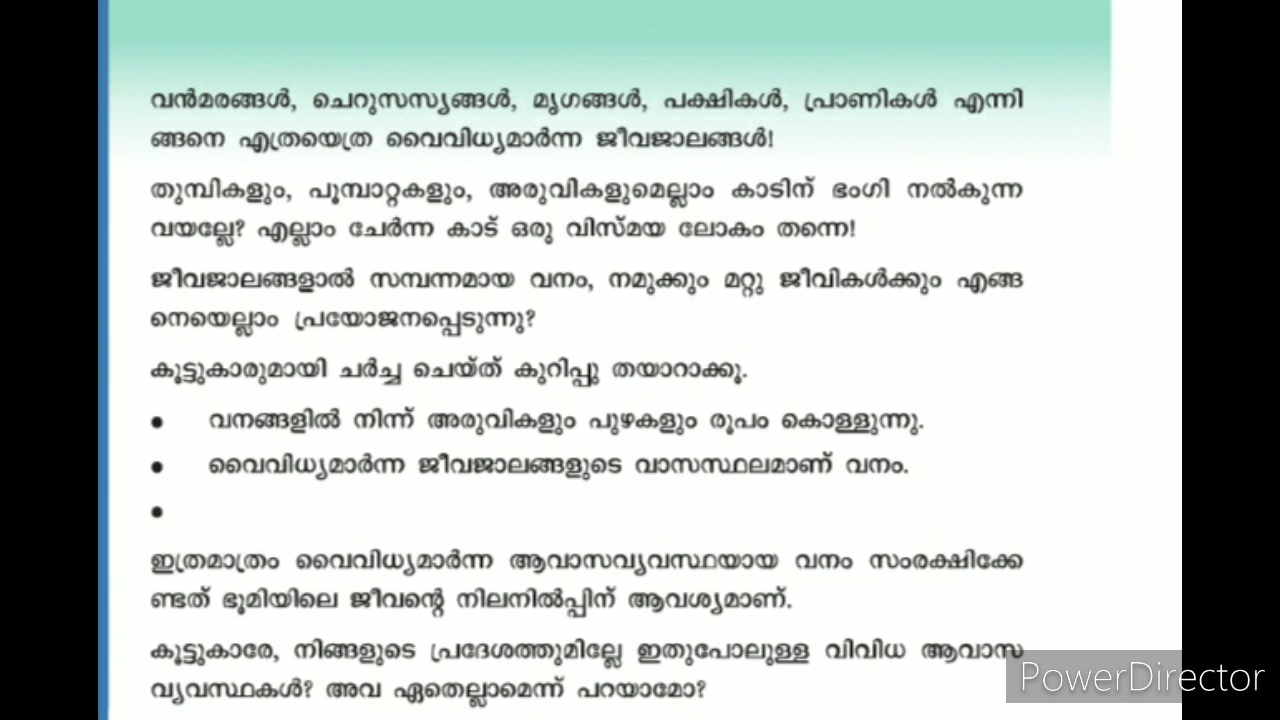 വൻമരങ്ങൾ, ചെറുസസ്യങ്ങൾ, മൃഗങ്ങൾ, പക്ഷികൾ, പ്രാണികൾ എന്നി
ങ്ങനെ എത്രയെത്ര വൈവിധ്യമാർന്ന ജീവജാലങ്ങൾ!
തുമ്പികളും, പൂമ്പാറ്റകളും, അരുവികളുമെല്ലാം കാടിന് ഭംഗി നൽകുന്ന
വയല്ലേ? എല്ലാം ചേർന്ന കാട് ഒരു വിസ്മയ ലോകം തന്നെ!
ജീവജാലങ്ങളാൽ സമ്പന്നമായ വനം, നമുക്കും മറ്റു ജീവികൾക്കും എങ്ങ
നെയെല്ലാം പ്രയോജനപ്പെടുന്നു?
കൂട്ടുകാരുമായി ചർച്ച ചെയ്ത് കുറിപ്പു തയാറാക്കൂ.
● വനങ്ങളിൽ നിന്ന് അരുവികളും പുഴകളും രൂപം കൊള്ളുന്നു.
● വൈവിധ്യമാർന്ന ജീവജാലങ്ങളുടെ വാസസ്ഥലമാണ് വനം.
●
ഇത്രമാത്രം വൈവിധ്യമാർന്ന ആവാസവ്യവസ്ഥയായ വനം സംരക്ഷിക്കേ
ണ്ടത് ഭൂമിയിലെ ജീവന്റെ നിലനിൽപ്പിന് ആവശ്യമാണ്.
കൂട്ടുകാരേ, നിങ്ങളുടെ പ്രദേശത്തുമില്ലേ ഇതുപോലുള്ള വിവിധ ആവാസ
വ്യവസ്ഥകൾ? അവ ഏതെല്ലാമെന്ന് പറയാമോ?
PowerDirector